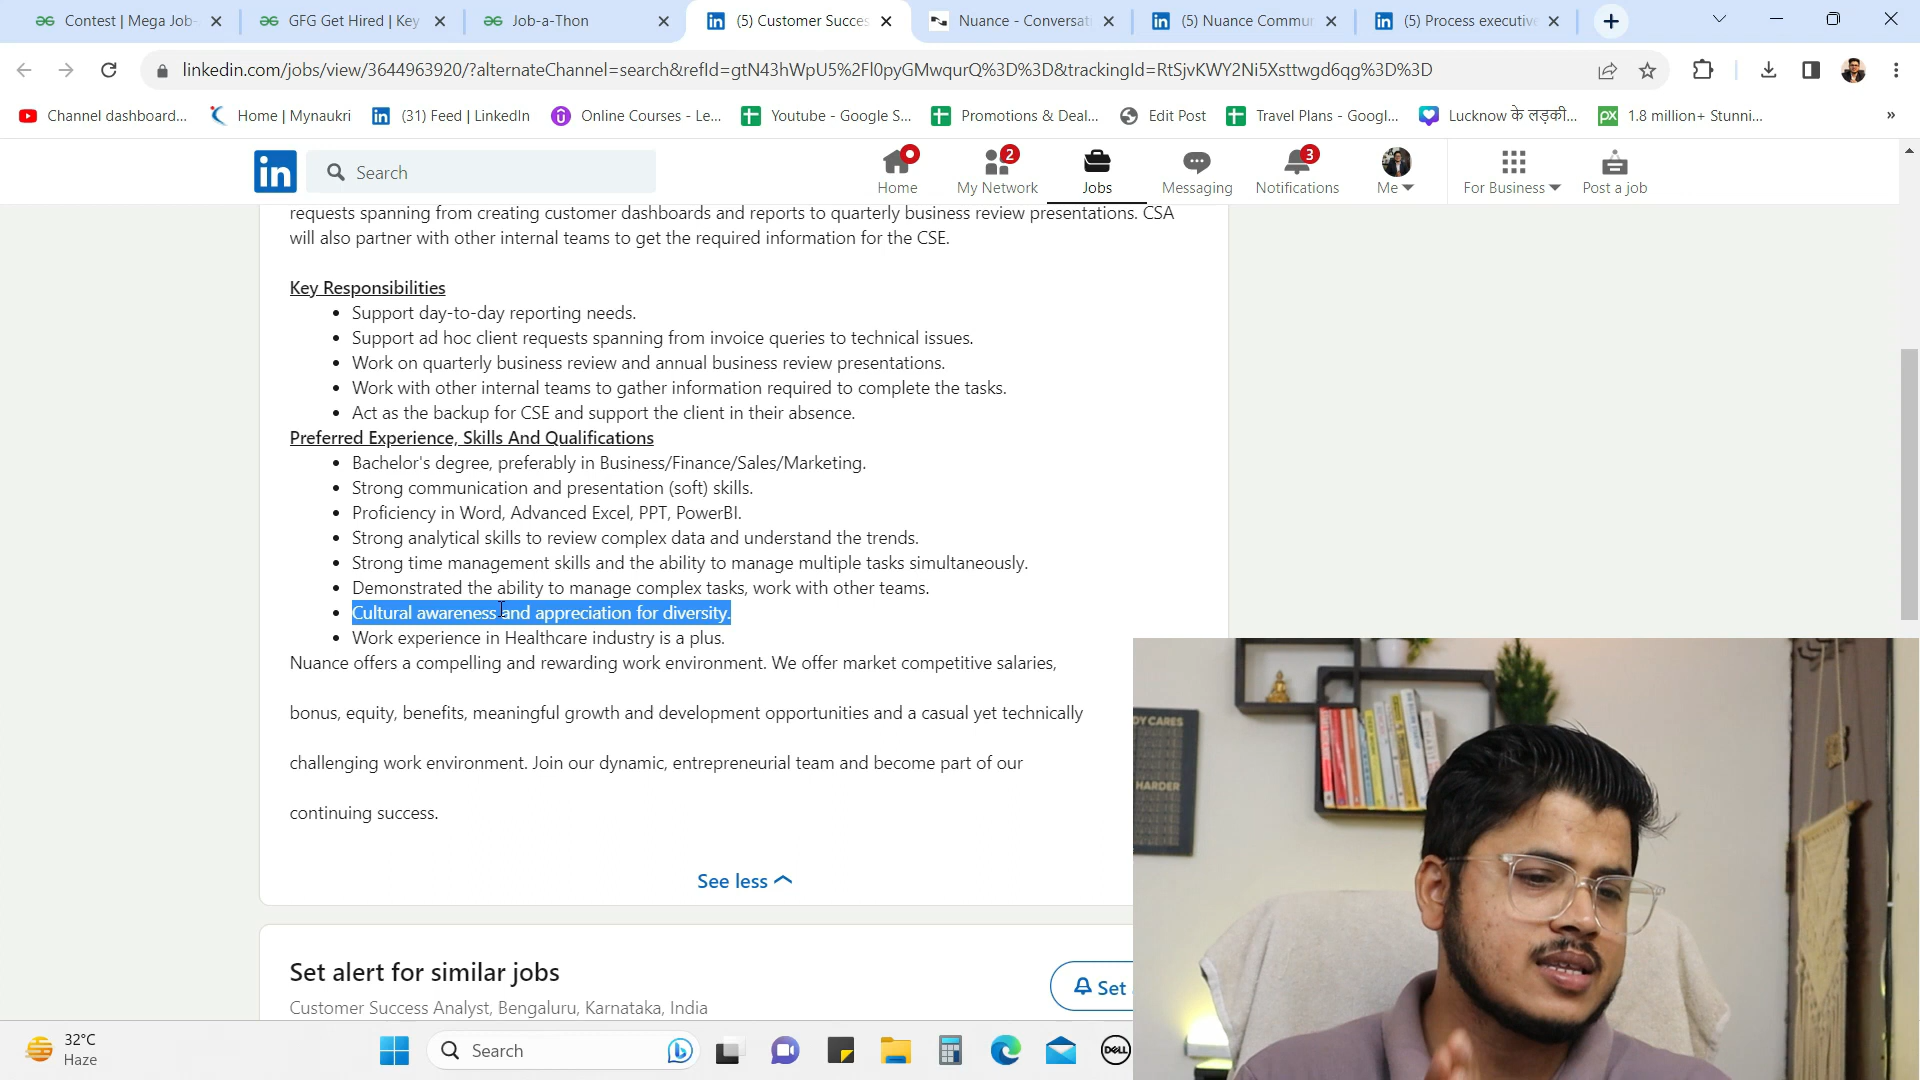 Contest | Mega Job-
GFG Get Hired | Key
Job-a-Thon
(5) Customer Succes
Nuance - Conversati
(5) Nuance Commun
(5) Process executive
linkedin.com/jobs/view/3644963920/?alternateChannel=search&refId=gtN43hWpU5%2Fl0pyGMwqurQ%3D%3D&trackingId=RtSjvKWY2Ni5Xsttwgd6qg%3D%3D
Channel dashboard...
Home | Mynaukri
(31) Feed | LinkedIn
Online Courses - Le...
Youtube - Google S...
Promotions & Deal...
Edit Post
Travel Plans - Googl...
Lucknow के लड़की...
px 1.8 million+ Stunni...
»
in
Search
Home
2
My Network
Jobs
Messaging
3
Notifications
Me
For Business
Post a job
requests spanning from creating customer dashboards and reports to quarterly business review presentations. CSA
will also partner with other internal teams to get the required information for the CSE.
Key Responsibilities
• Support day-to-day reporting needs.
• Support ad hoc client requests spanning from invoice queries to technical issues.
• Work on quarterly business review and annual business review presentations.
• Work with other internal teams to gather information required to complete the tasks.
• Act as the backup for CSE and support the client in their absence.
Preferred Experience, Skills And Qualifications
• Bachelor's degree, preferably in Business/Finance/Sales/Marketing.
• Strong communication and presentation (soft) skills.
• Proficiency in Word, Advanced Excel, PPT, PowerBI.
• Strong analytical skills to review complex data and understand the trends.
• Strong time management skills and the ability to manage multiple tasks simultaneously.
• Demonstrated the ability to manage complex tasks, work with other teams.
• Cultural awareness and appreciation for diversity.
• Work experience in Healthcare industry is a plus.
Nuance offers a compelling and rewarding work environment. We offer market competitive salaries,
bonus, equity, benefits, meaningful growth and development opportunities and a casual yet technically
challenging work environment. Join our dynamic, entrepreneurial team and become part of our
continuing success.
See less
Set alert for similar jobs
Customer Success Analyst, Bengaluru, Karnataka, India
Set
DY CARES
HARDER
32°C
Haze
Search
DELL